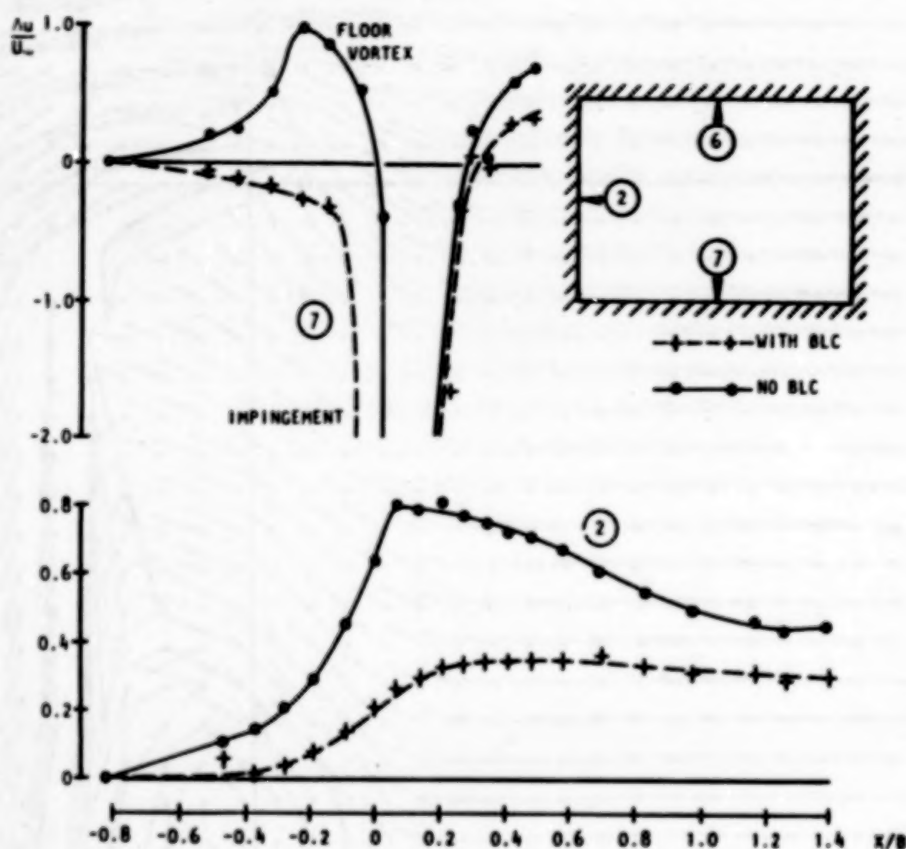 Δu
U∞
1.0
0
-1.0
-2.0
FLOOR
VORTEX
7
IMPINGEMENT
6
2
7
WITH BLC
NO BLC
0.8
0.6
0.4
0.2
0
2
-0.8 -0.6 -0.4 -0.2 0 0.2 0.4 0.6 0.8 1.0 1.2 1.4 X/B